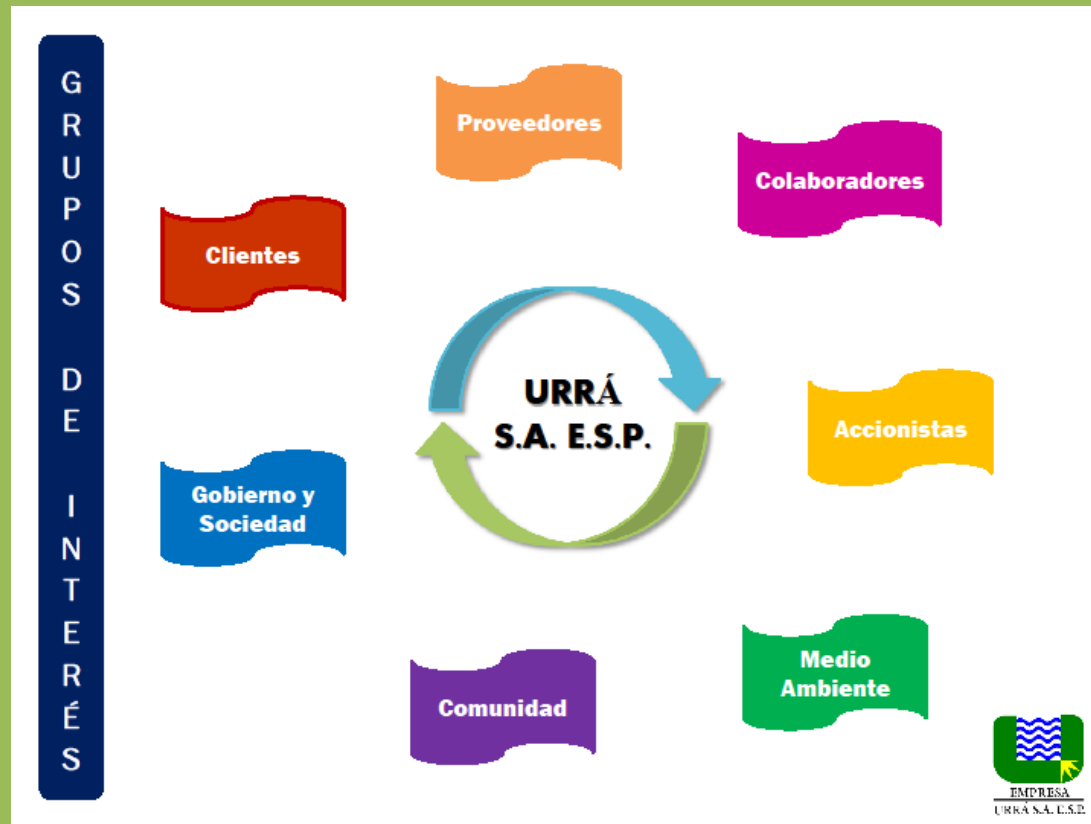 GRUPOS DE INTERÉS
Proveedores
Colaboradores
Clientes
URRÁ
S.A. E.S.P.
Accionistas
Gobierno y
Sociedad
Medio
Ambiente
Comunidad
EMPRESA
URRÁ S.A. E.S.P.